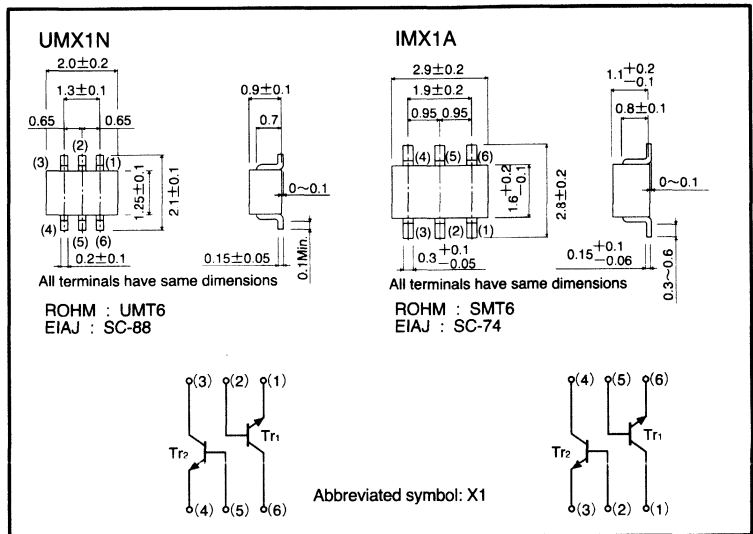 UMX1N
2.0±0.2
1.3±0.1
0.65
0.65
(3)
(2)
(1)
1.25±0.1
2.1±0.1
(4)
(5)
(6)
0.2±0.1
0.9±0.1
0.7
0~0.1
0.15±0.05
0.1Min.
All terminals have same dimensions
ROHM : UMT6
EIAJ : SC-88
IMX1A
2.9±0.2
1.9±0.2
0.95
0.95
(4)
(5)
(6)
1.6+0.2−0.1
2.8±0.2
(3)
(2)
(1)
0.3+0.1−0.05
1.1+0.2−0.1
0.8±0.1
0~0.1
0.15+0.1−0.06
0.3~0.6
All terminals have same dimensions
ROHM : SMT6
EIAJ : SC-74
(3) (2) (1)
Tr1
Tr2
(4) (5) (6)
Abbreviated symbol: X1
(4) (5) (6)
Tr1
Tr2
(3) (2) (1)